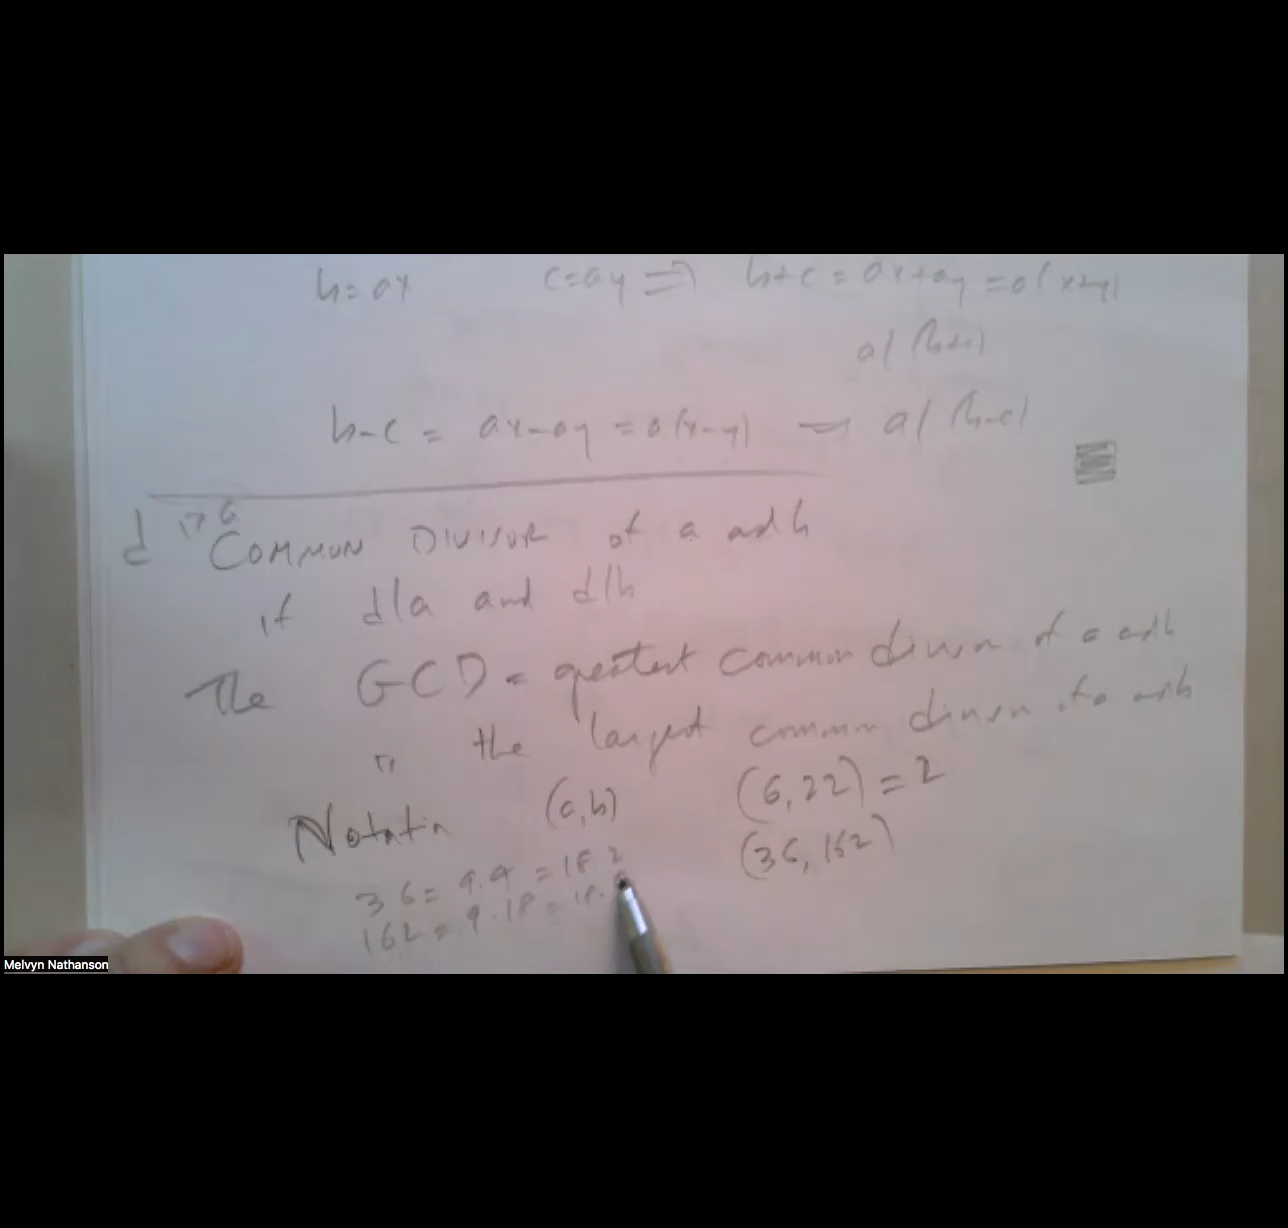 b = ax c = ay ⇒ b+c = ax+ay = a(x+y)
a | (b+c)
b-c = ax-ay = a(x-y) ⇒ a | (b-c)
d is a COMMON DIVISOR of a and b
if d|a and d|b
The GCD = greatest common divisor of a and b
is the largest common divisor of a and b
Notation (a,b) (6,22) = 2
(36,162)
36 = 9.4 = 18.2
162 = 9.18 = 18.
Melvyn Nathanson